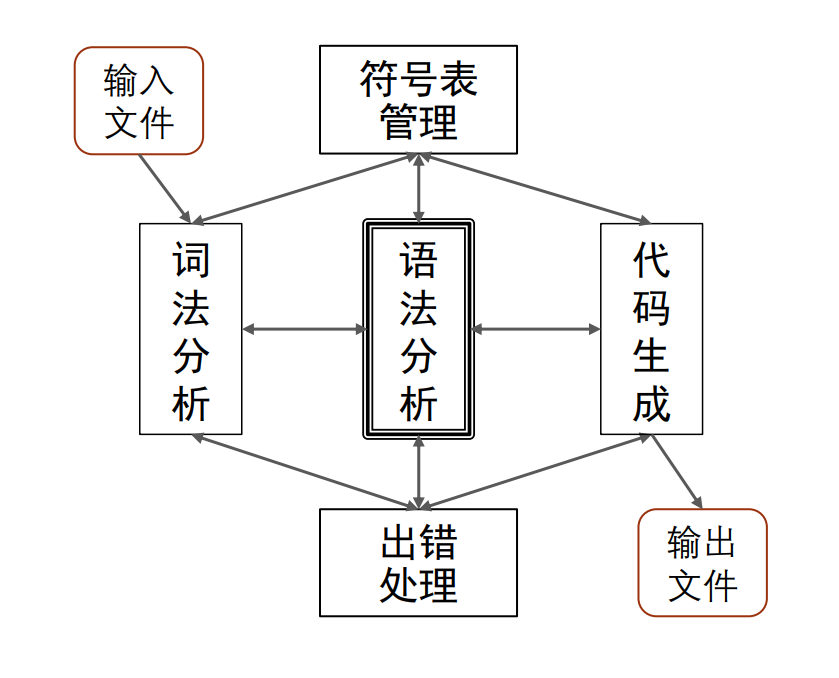 输入
文件
符号表
管理
词
法
分
析
语
法
分
析
代
码
生
成
出错
处理
输出
文件